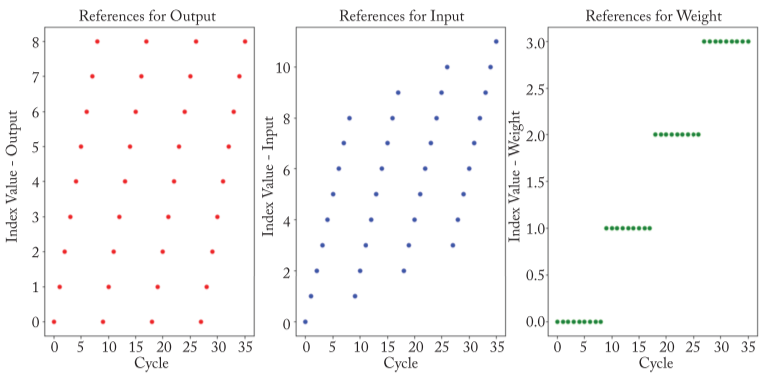 References for Output
References for Input
References for Weight
Index Value - Output
8
7
6
5
4
3
2
1
0
0 5 10 15 20 25 30 35
Cycle
Index Value - Input
10
8
6
4
2
0
0 5 10 15 20 25 30 35
Cycle
Index Value - Weight
3.0
2.5
2.0
1.5
1.0
0.5
0.0
0 5 10 15 20 25 30 35
Cycle